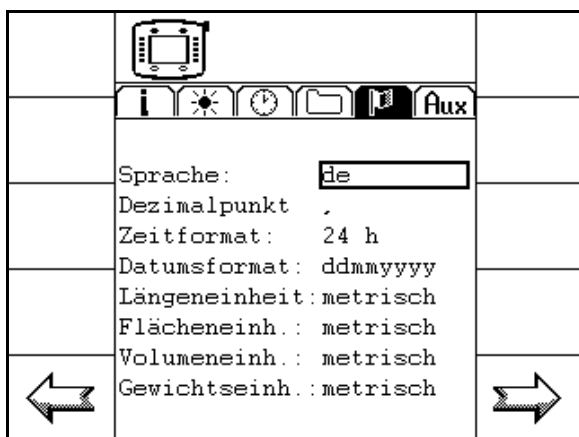 i Aux
Sprache: de
Dezimalpunkt ,
Zeitformat: 24 h
Datumsformat: ddmmyyyy
Längeneinheit: metrisch
Flächeneinh.: metrisch
Volumeneinh.: metrisch
Gewichtseinh.: metrisch